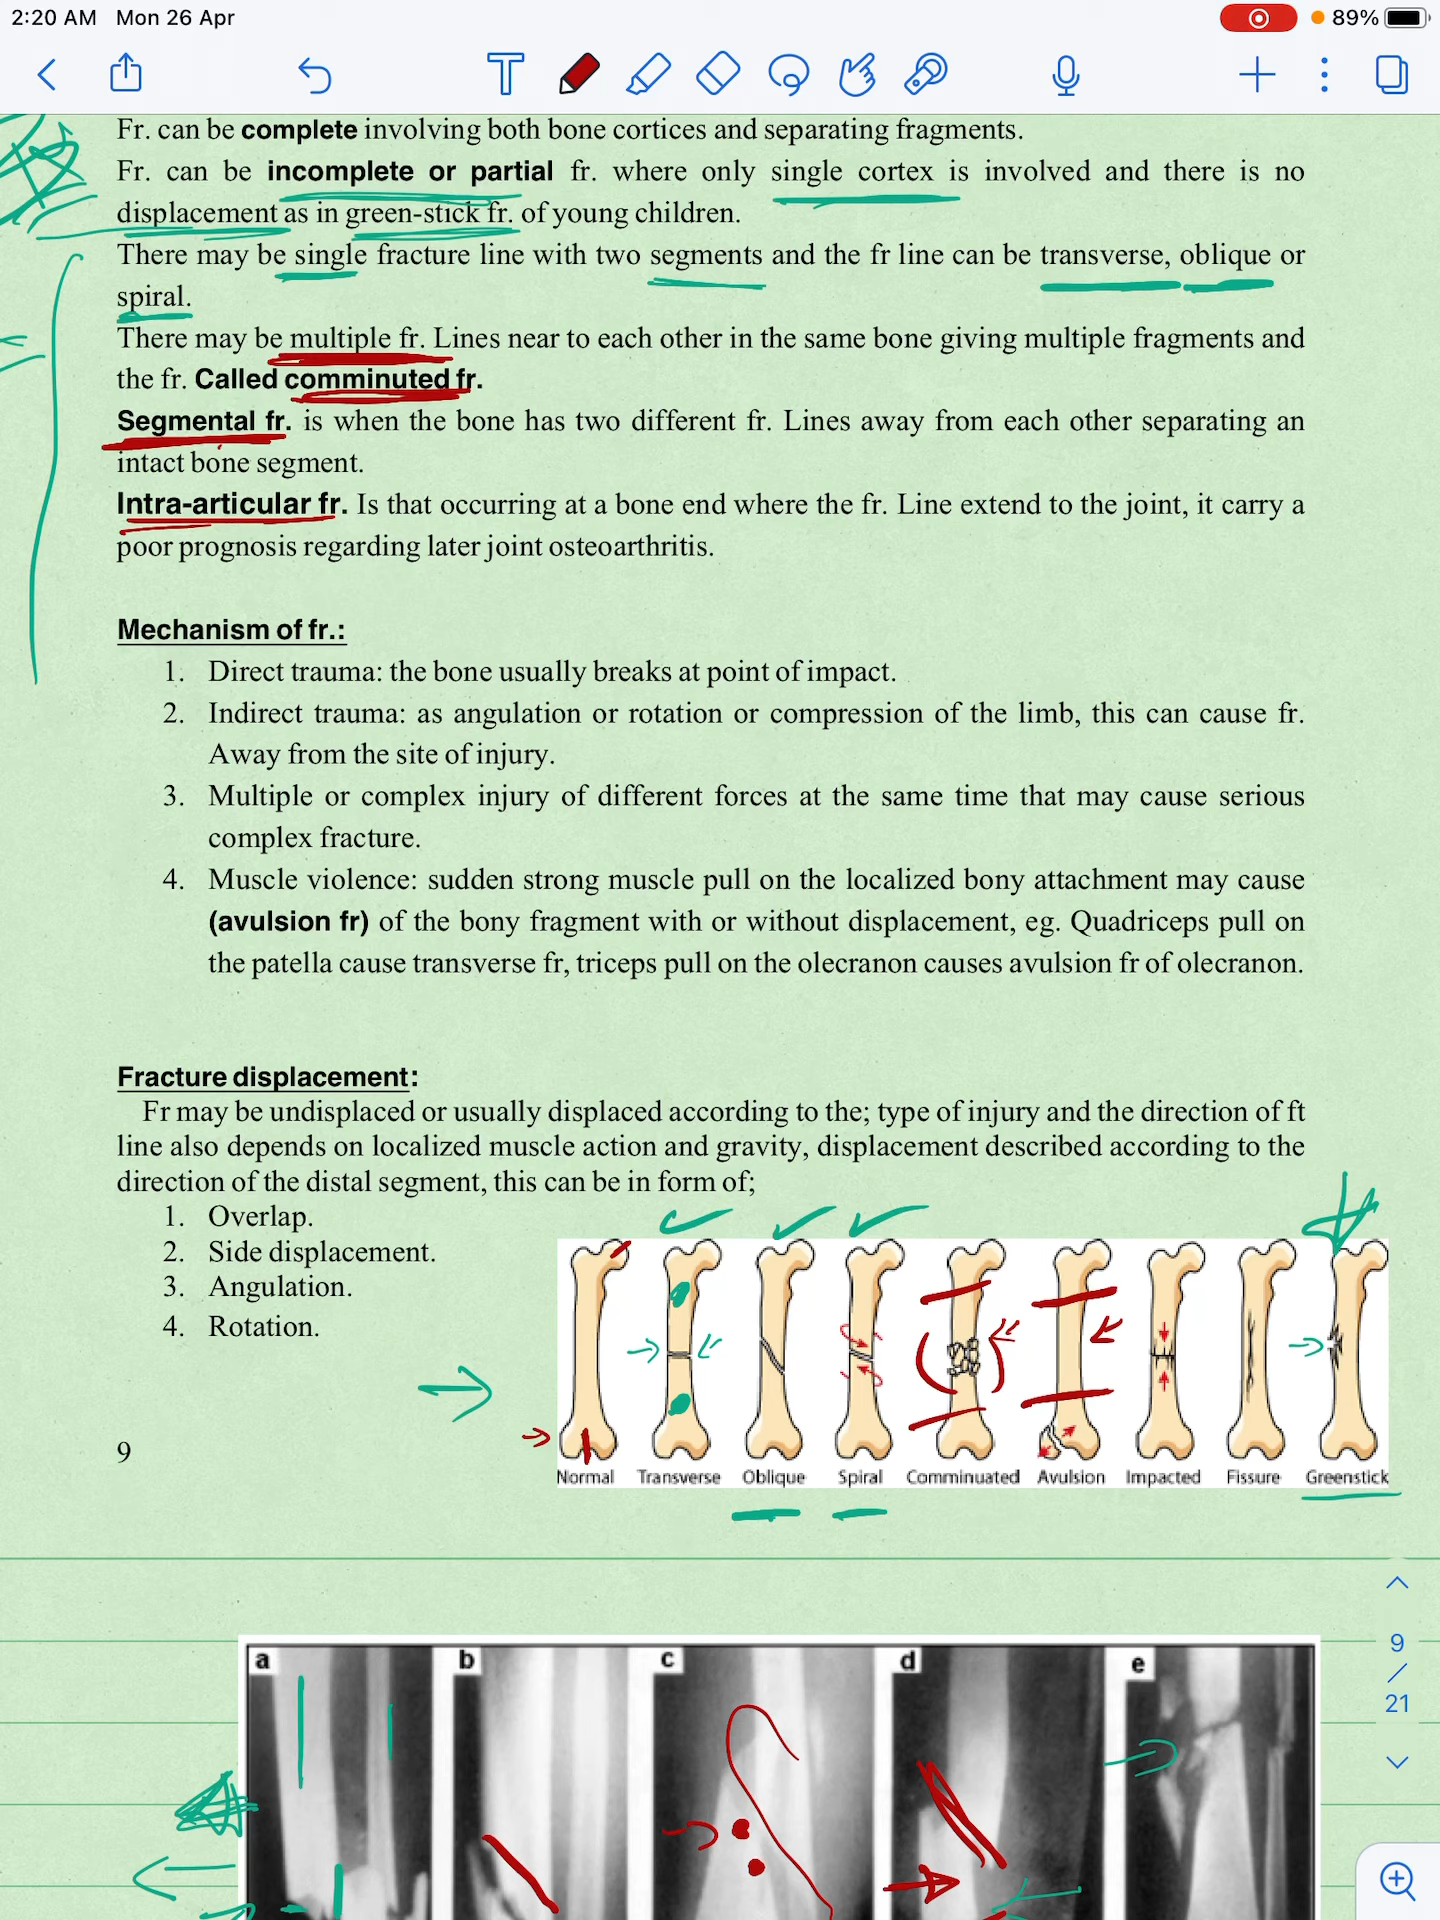 2:20 AM Mon 26 Apr
89%
T
Fr. can be complete involving both bone cortices and separating fragments.
Fr. can be incomplete or partial fr. where only single cortex is involved and there is no
displacement as in green-stick fr. of young children.
There may be single fracture line with two segments and the fr line can be transverse, oblique or
spiral.
There may be multiple fr. Lines near to each other in the same bone giving multiple fragments and
the fr. Called comminuted fr.
Segmental fr. is when the bone has two different fr. Lines away from each other separating an
intact bone segment.
Intra-articular fr. Is that occurring at a bone end where the fr. Line extend to the joint, it carry a
poor prognosis regarding later joint osteoarthritis.
Mechanism of fr.:
1. Direct trauma: the bone usually breaks at point of impact.
2. Indirect trauma: as angulation or rotation or compression of the limb, this can cause fr.
Away from the site of injury.
3. Multiple or complex injury of different forces at the same time that may cause serious
complex fracture.
4. Muscle violence: sudden strong muscle pull on the localized bony attachment may cause
(avulsion fr) of the bony fragment with or without displacement, eg. Quadriceps pull on
the patella cause transverse fr, triceps pull on the olecranon causes avulsion fr of olecranon.
Fracture displacement:
Fr may be undisplaced or usually displaced according to the; type of injury and the direction of ft
line also depends on localized muscle action and gravity, displacement described according to the
direction of the distal segment, this can be in form of;
1. Overlap.
2. Side displacement.
3. Angulation.
4. Rotation.
9
Normal Transverse Oblique Spiral Comminuated Avulsion Impacted Fissure Greenstick
a b c d e
9
/
21